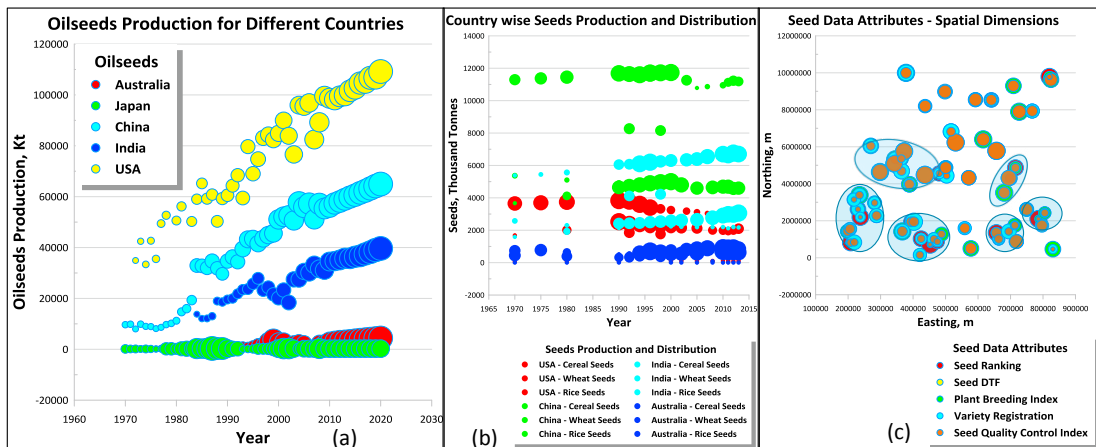 Oilseeds Production for Different Countries
120000
100000
80000
60000
40000
20000
0
-20000
Oilseeds Production, Kt
Oilseeds
Australia
Japan
China
India
USA
1960
1970
1980
1990
2000
2010
2020
2030
Year
(a)
Country wise Seeds Production and Distribution
14000
12000
10000
8000
6000
4000
2000
0
-2000
Seeds, Thousand Tonnes
1965
1970
1975
1980
1985
1990
1995
2000
2005
2010
2015
Year
Seeds Production and Distribution
USA - Cereal Seeds
USA - Wheat Seeds
USA - Rice Seeds
China - Cereal Seeds
China - Wheat Seeds
China - Rice Seeds
India - Cereal Seeds
India - Wheat Seeds
India - Rice Seeds
Australia - Cereal Seeds
Australia - Wheat Seeds
Australia - Rice Seeds
(b)
Seed Data Attributes - Spatial Dimensions
12000000
10000000
8000000
6000000
4000000
2000000
0
-2000000
Northing, m
100000
200000
300000
400000
500000
600000
700000
800000
900000
Easting, m
Seed Data Attributes
Seed Ranking
Seed DTF
Plant Breeding Index
Variety Registration
Seed Quality Control Index
(c)